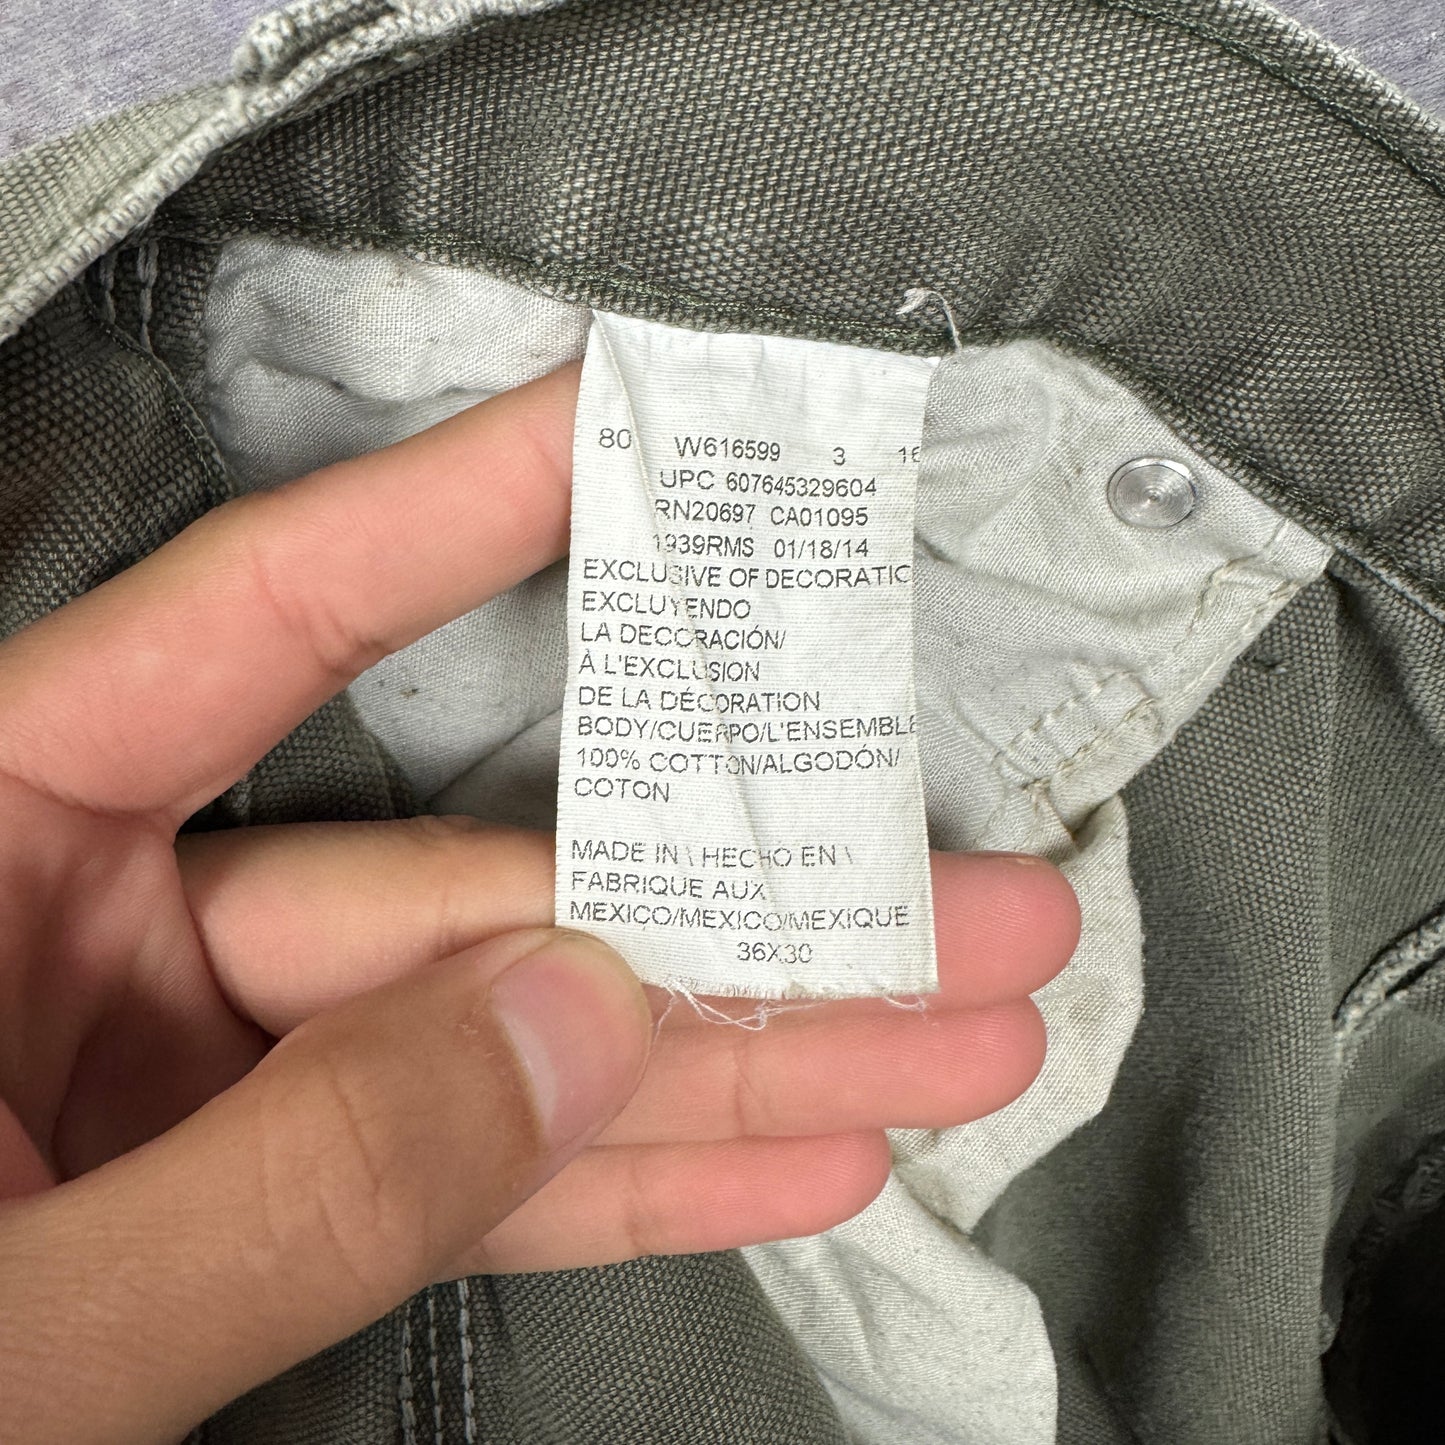 80 W616599 3 16
UPC 607645329604
RN20697 CA01095
1939RMS 01/18/14
EXCLUSIVE OF DECORATIO
EXCLUYENDO
LA DECORACIÓN/
À L'EXCLUSION
DE LA DÉCORATION
BODY/CUERPO/L'ENSEMBLE
100% COTTON/ALGODÓN/
COTON
MADE IN \ HECHO EN \
FABRIQUE AUX
MEXICO/MEXICO/MEXIQUE
36X30